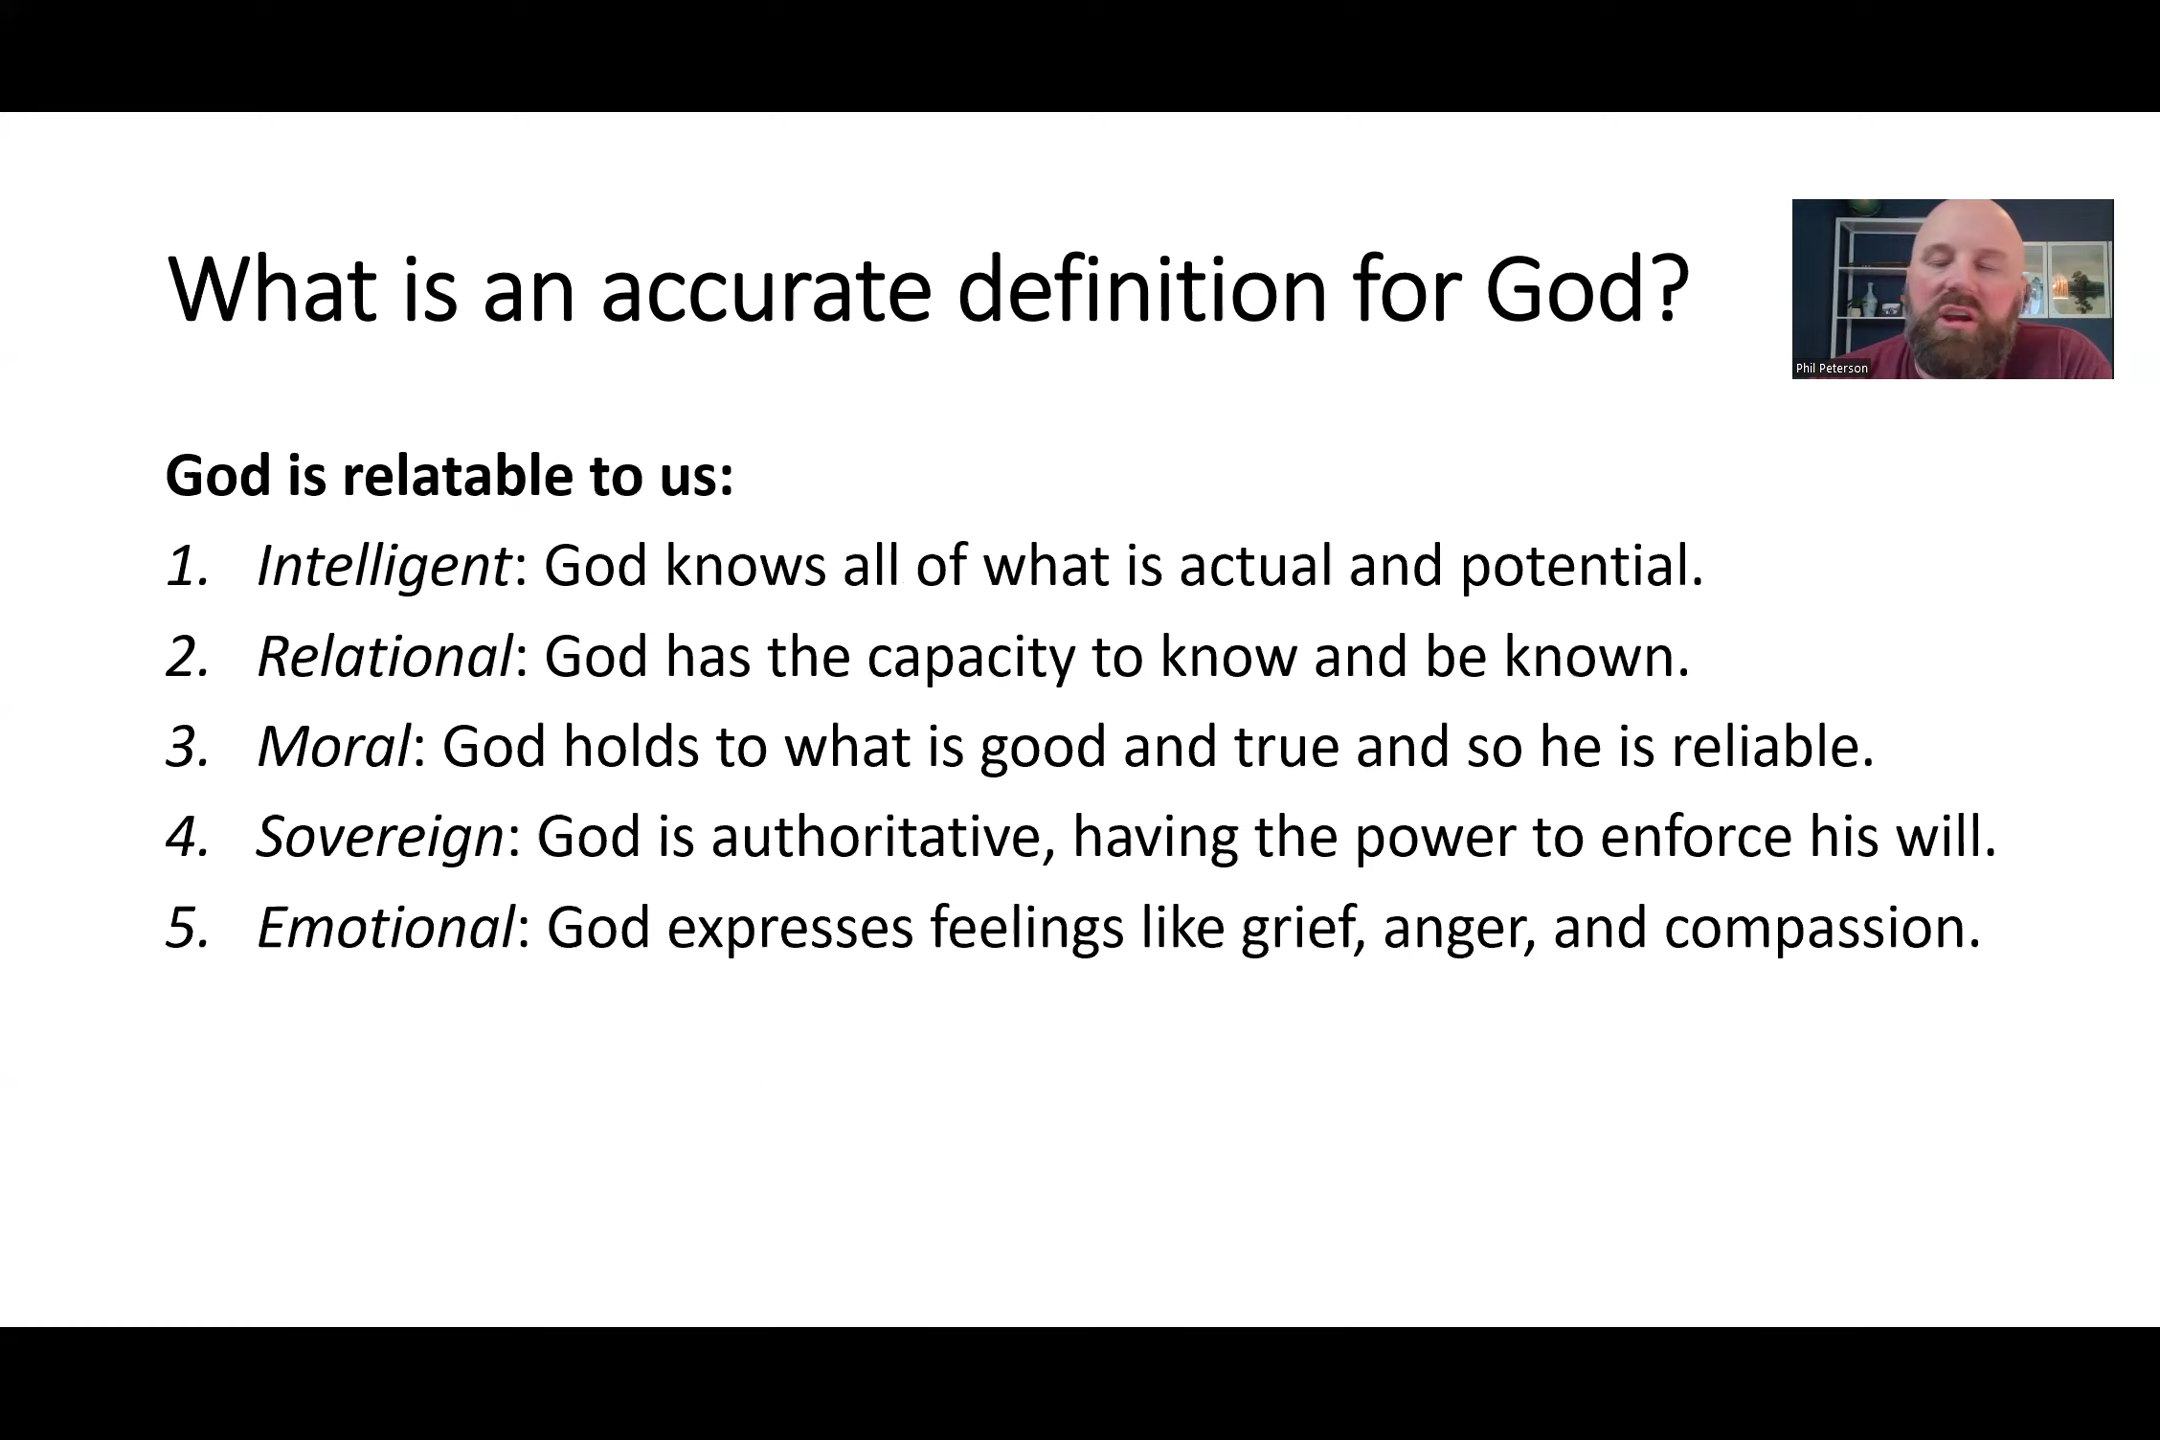 What is an accurate definition for God?
Phil Peterson
God is relatable to us:
1. Intelligent: God knows all of what is actual and potential.
2. Relational: God has the capacity to know and be known.
3. Moral: God holds to what is good and true and so he is reliable.
4. Sovereign: God is authoritative, having the power to enforce his will.
5. Emotional: God expresses feelings like grief, anger, and compassion.